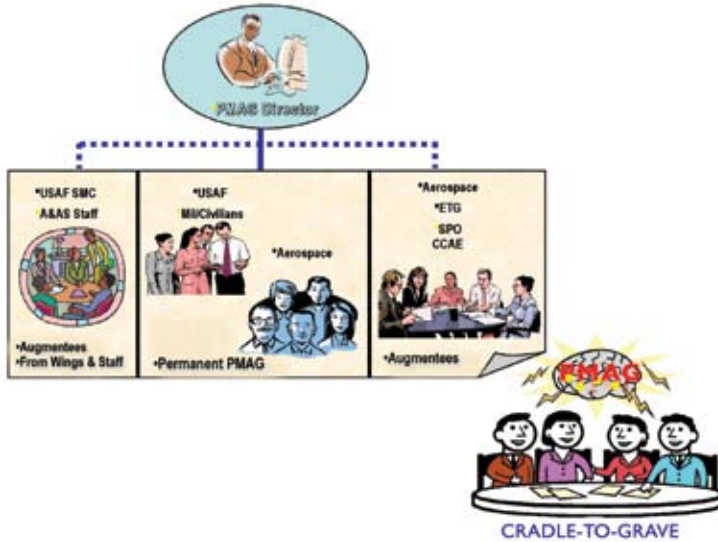 *PMAG Director
*USAF SMC
*A&AS Staff
*Augmentees
*From Wings & Staff
*USAF
*Mil/Civilians
*Aerospace
*Permanent PMAG
*Aerospace
*ETG
*SPO
CCAE
*Augmentees
PMAG
CRADLE-TO-GRAVE